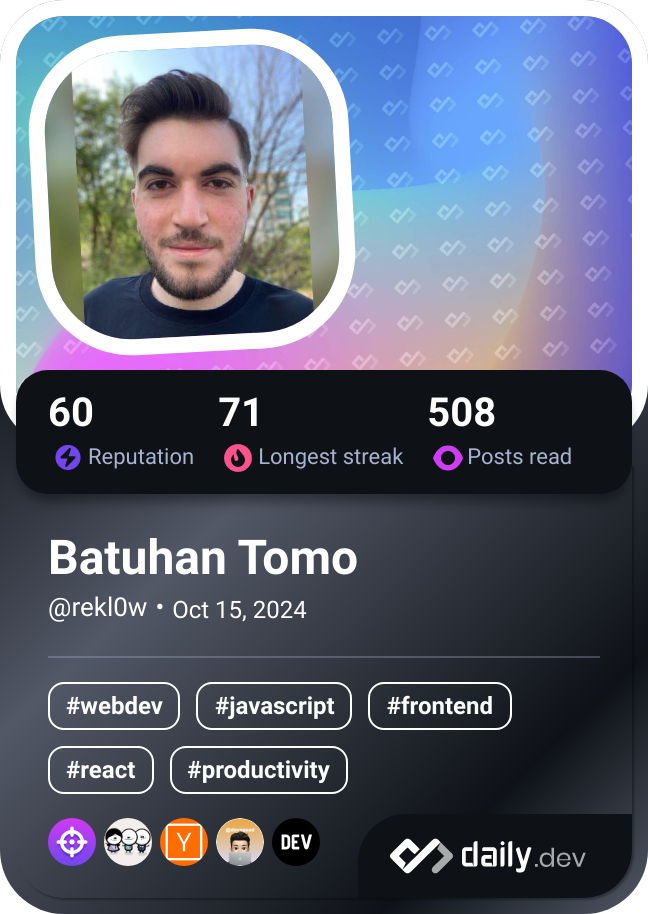 60 71 508
Reputation Longest streak Posts read
Batuhan Tomo
@rekl0w • Oct 15, 2024
#webdev #javascript #frontend
#react #productivity
Y DEV daily.dev